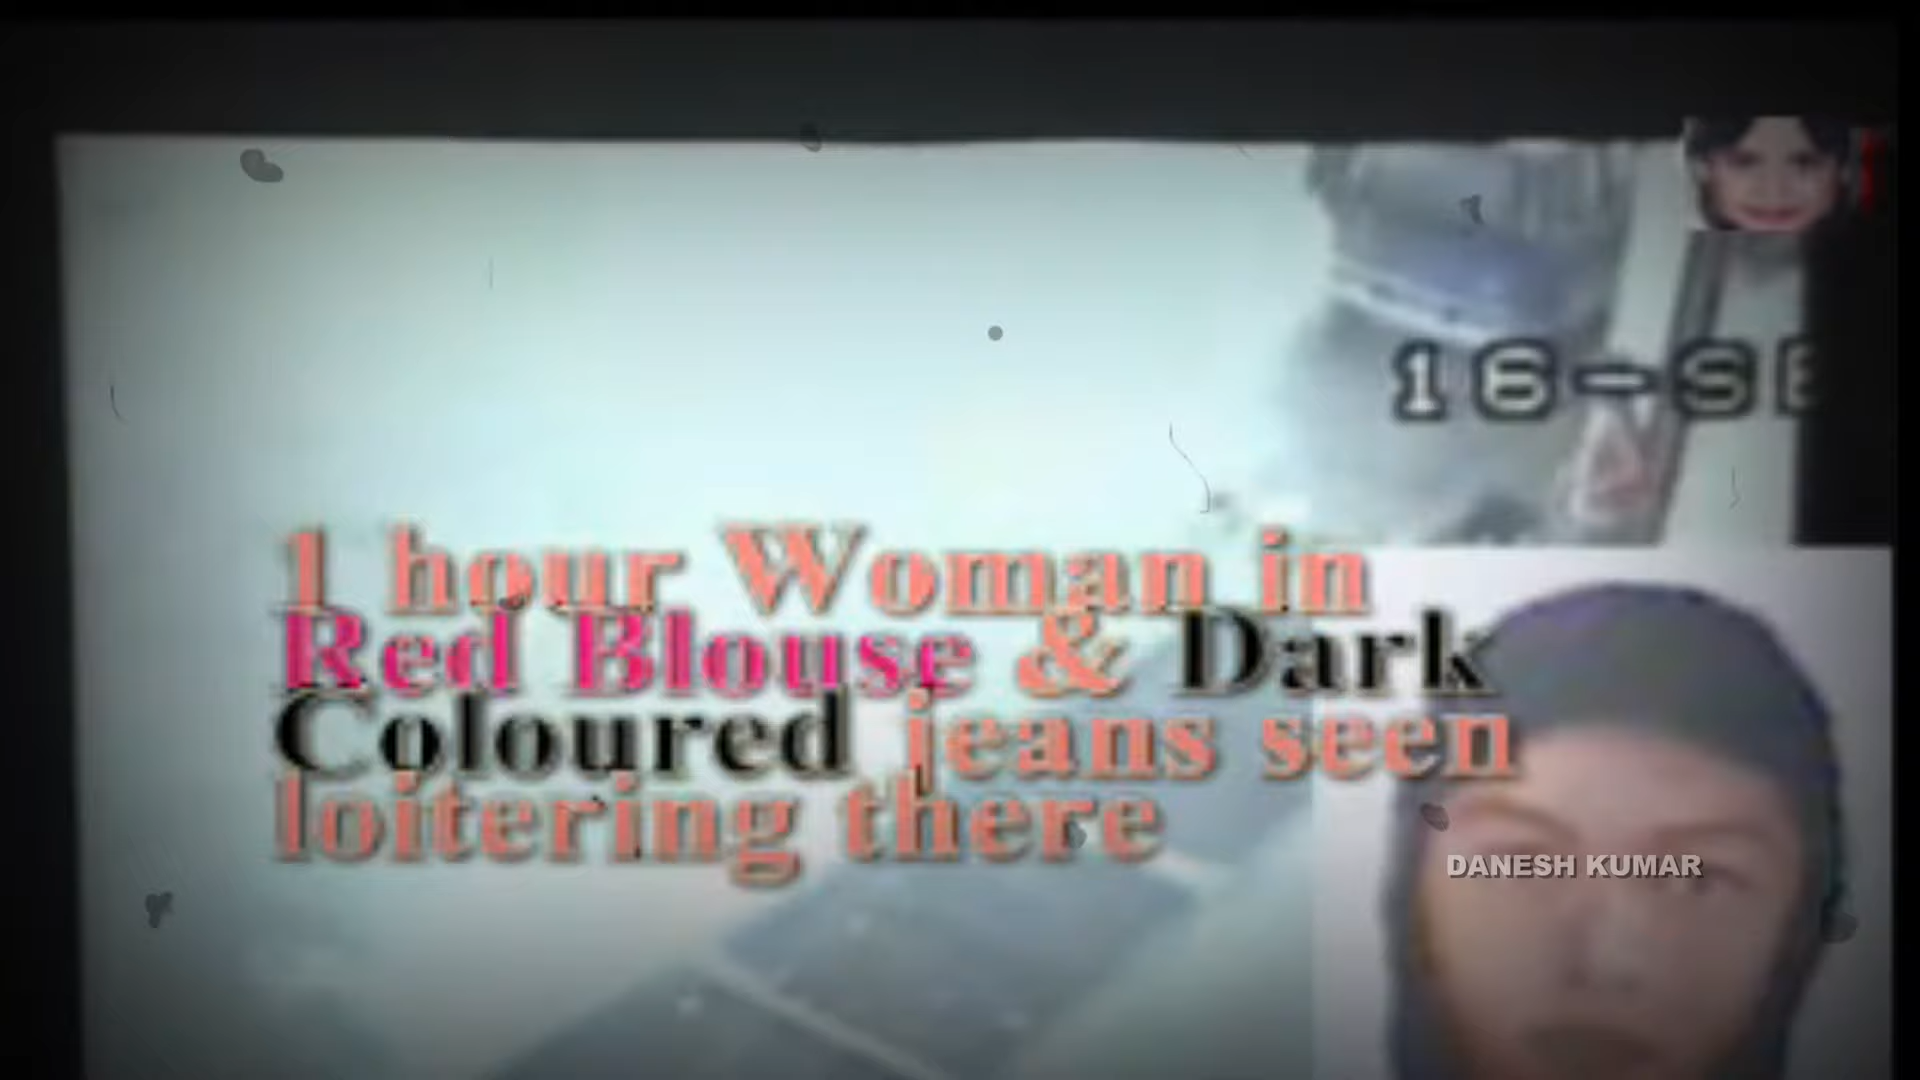 16-SE
1 hour Woman in
Red Blouse & Dark
Coloured jeans seen
loitering there
DANESH KUMAR